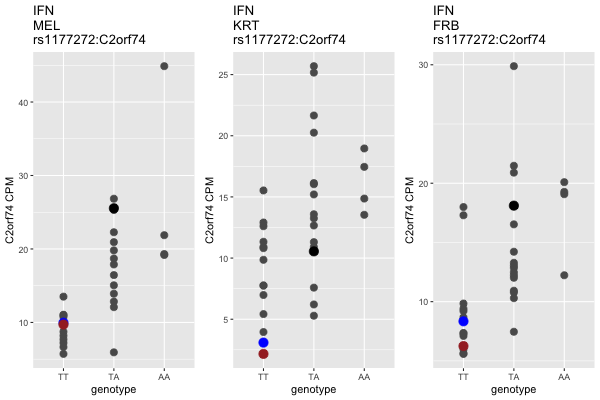 IFN
MEL
rs1177272:C2orf74
C2orf74 CPM
40
30
20
10
TT TA AA
genotype
IFN
KRT
rs1177272:C2orf74
C2orf74 CPM
25
20
15
10
5
TT TA AA
genotype
IFN
FRB
rs1177272:C2orf74
C2orf74 CPM
30
20
10
TT TA AA
genotype